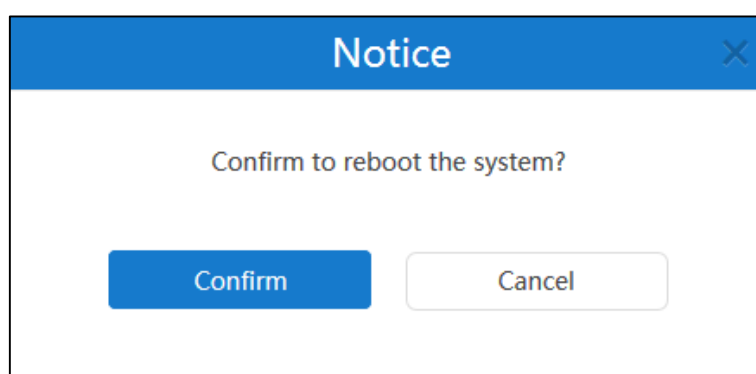 Notice
Confirm to reboot the system?
Confirm
Cancel